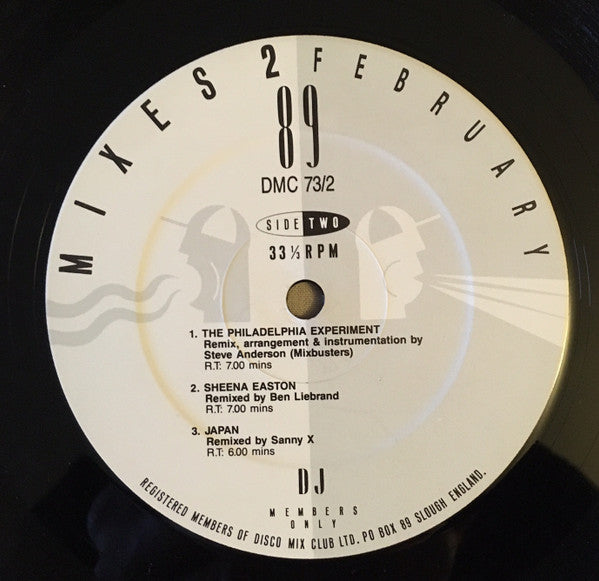 MIXES 2 FEBRUARY
89
DMC 73/2
SIDE TWO
33⅓ RPM
1. THE PHILADELPHIA EXPERIMENT
Remix, arrangement & instrumentation by
Steve Anderson (Mixbusters)
R.T: 7.00 mins
2. SHEENA EASTON
Remixed by Ben Liebrand
R.T: 7.00 mins
3. JAPAN
Remixed by Sanny X
R.T: 6.00 mins
DJ
MEMBERS
ONLY
REGISTERED MEMBERS OF DISCO MIX CLUB LTD. PO BOX 89 SLOUGH ENGLAND.